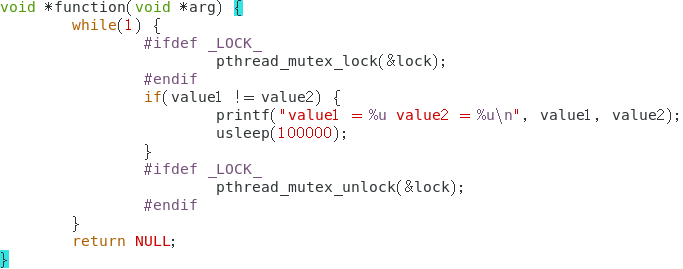 void *function(void *arg) {
while(1) {
#ifdef _LOCK_
pthread_mutex_lock(&lock);
#endif
if(value1 != value2) {
printf("value1 = %u value2 = %u\n", value1, value2);
usleep(100000);
}
#ifdef _LOCK_
pthread_mutex_unlock(&lock);
#endif
}
return NULL;
}